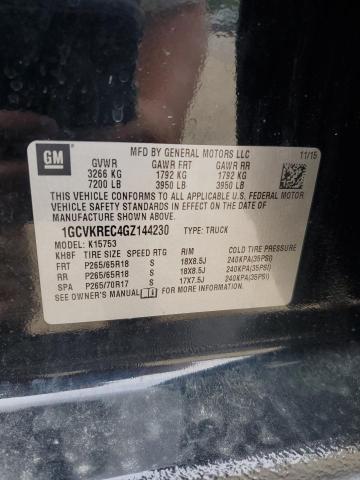 GM
MFD BY GENERAL MOTORS LLC 11/15
GVWR GAWR FRT GAWR RR
3266 KG 1792 KG 1792 KG
7200 LB 3950 LB 3950 LB
THIS VEHICLE CONFORMS TO ALL APPLICABLE U.S. FEDERAL MOTOR
VEHICLE SAFETY AND THEFT PREVENTION STANDARDS IN EFFECT ON
THE DATE OF MANUFACTURE SHOWN ABOVE.
1GCVKREC4GZ144230 TYPE: TRUCK
MODEL: K15753
KH8F TIRE SIZE SPEED RTG RIM COLD TIRE PRESSURE
FRT P265/65R18 S 18X8.5J 240KPA(35PSI)
RR P265/65R18 S 18X8.5J 240KPA(35PSI)
SPA P265/70R17 S 17X7.5J 240KPA(35PSI)
SEE OWNER'S MANUAL FOR ADDITIONAL INFORMATION.